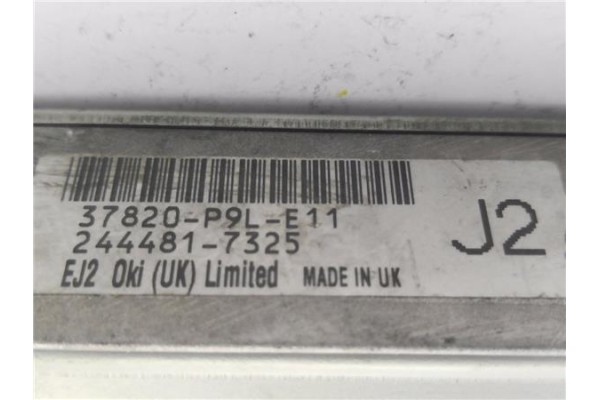 37820-P9L-E11
244481-7325
EJ2 Oki (UK) Limited MADE IN UK
J2